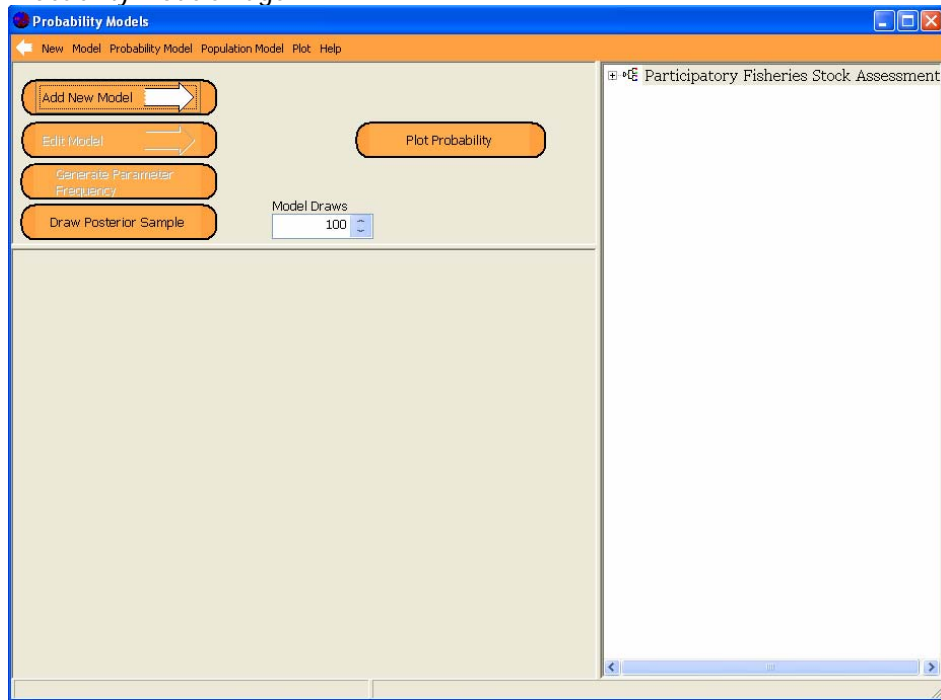 Probability Models
New Model Probability Model Population Model Plot Help
Add New Model
Edit Model
Generate Parameter
Frequency
Draw Posterior Sample
Plot Probability
Model Draws
100
Participatory Fisheries Stock Assessment